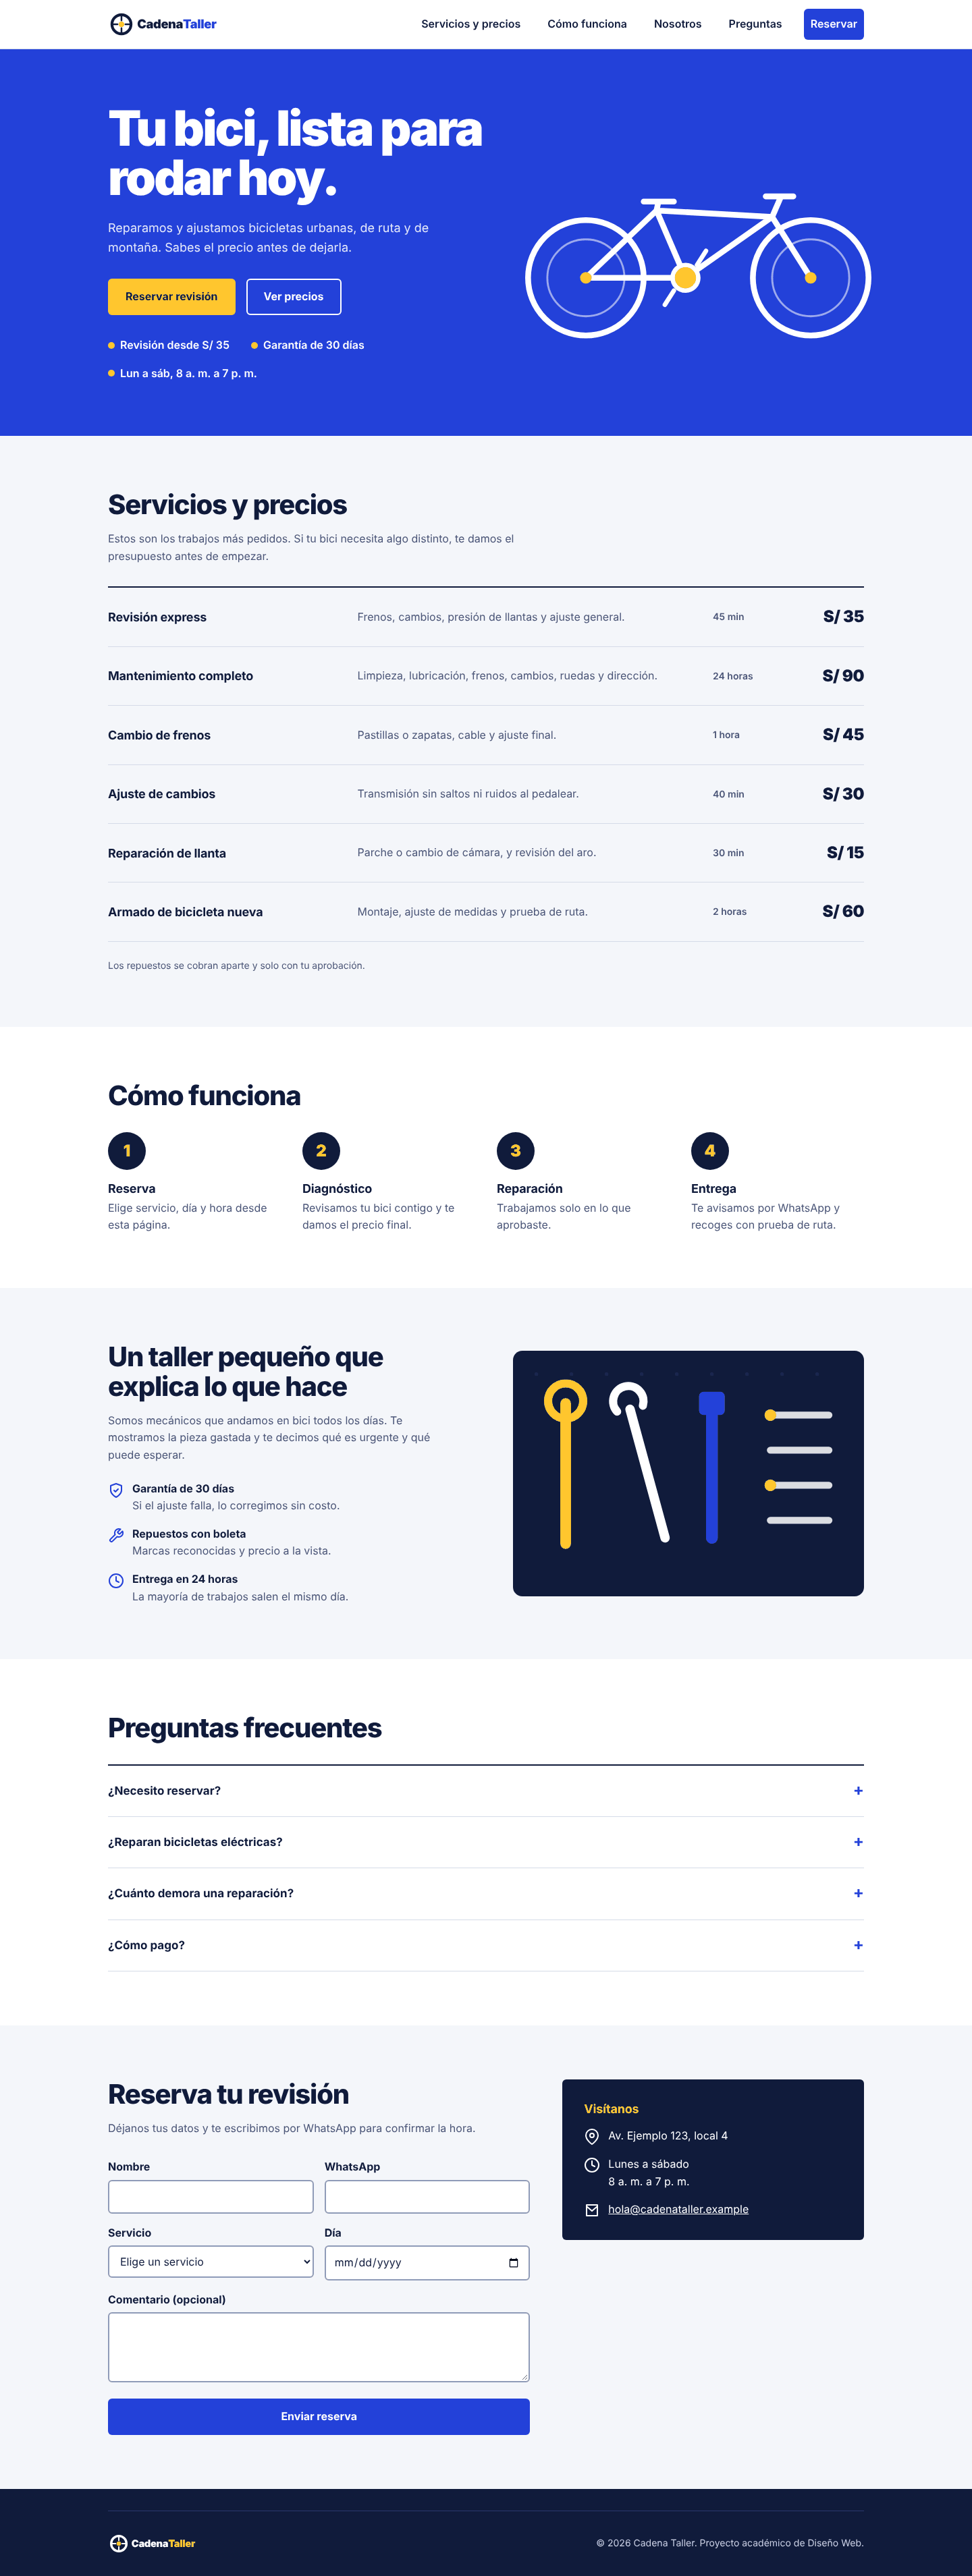 CadenaTaller
Servicios y precios
Cómo funciona
Nosotros
Preguntas
Reservar
Tu bici, lista para
rodar hoy.
Reparamos y ajustamos bicicletas urbanas, de ruta y de
montaña. Sabes el precio antes de dejarla.
Reservar revisión
Ver precios
Revisión desde S/ 35
Garantía de 30 días
Lun a sáb, 8 a. m. a 7 p. m.
Servicios y precios
Estos son los trabajos más pedidos. Si tu bici necesita algo distinto, te damos el
presupuesto antes de empezar.
Revisión express
Frenos, cambios, presión de llantas y ajuste general.
45 min
S/ 35
Mantenimiento completo
Limpieza, lubricación, frenos, cambios, ruedas y dirección.
24 horas
S/ 90
Cambio de frenos
Pastillas o zapatas, cable y ajuste final.
1 hora
S/ 45
Ajuste de cambios
Transmisión sin saltos ni ruidos al pedalear.
40 min
S/ 30
Reparación de llanta
Parche o cambio de cámara, y revisión del aro.
30 min
S/ 15
Armado de bicicleta nueva
Montaje, ajuste de medidas y prueba de ruta.
2 horas
S/ 60
Los repuestos se cobran aparte y solo con tu aprobación.
Cómo funciona
1
Reserva
Elige servicio, día y hora desde
esta página.
2
Diagnóstico
Revisamos tu bici contigo y te
damos el precio final.
3
Reparación
Trabajamos solo en lo que
aprobaste.
4
Entrega
Te avisamos por WhatsApp y
recoges con prueba de ruta.
Un taller pequeño que
explica lo que hace
Somos mecánicos que andamos en bici todos los días. Te
mostramos la pieza gastada y te decimos qué es urgente y qué
puede esperar.
Garantía de 30 días
Si el ajuste falla, lo corregimos sin costo.
Repuestos con boleta
Marcas reconocidas y precio a la vista.
Entrega en 24 horas
La mayoría de trabajos salen el mismo día.
Preguntas frecuentes
¿Necesito reservar?
+
¿Reparan bicicletas eléctricas?
+
¿Cuánto demora una reparación?
+
¿Cómo pago?
+
Reserva tu revisión
Déjanos tus datos y te escribimos por WhatsApp para confirmar la hora.
Nombre
WhatsApp
Servicio
Día
Elige un servicio
mm/dd/yyyy
Comentario (opcional)
Enviar reserva
Visítanos
Av. Ejemplo 123, local 4
Lunes a sábado
8 a. m. a 7 p. m.
hola@cadenataller.example
CadenaTaller
© 2026 Cadena Taller. Proyecto académico de Diseño Web.